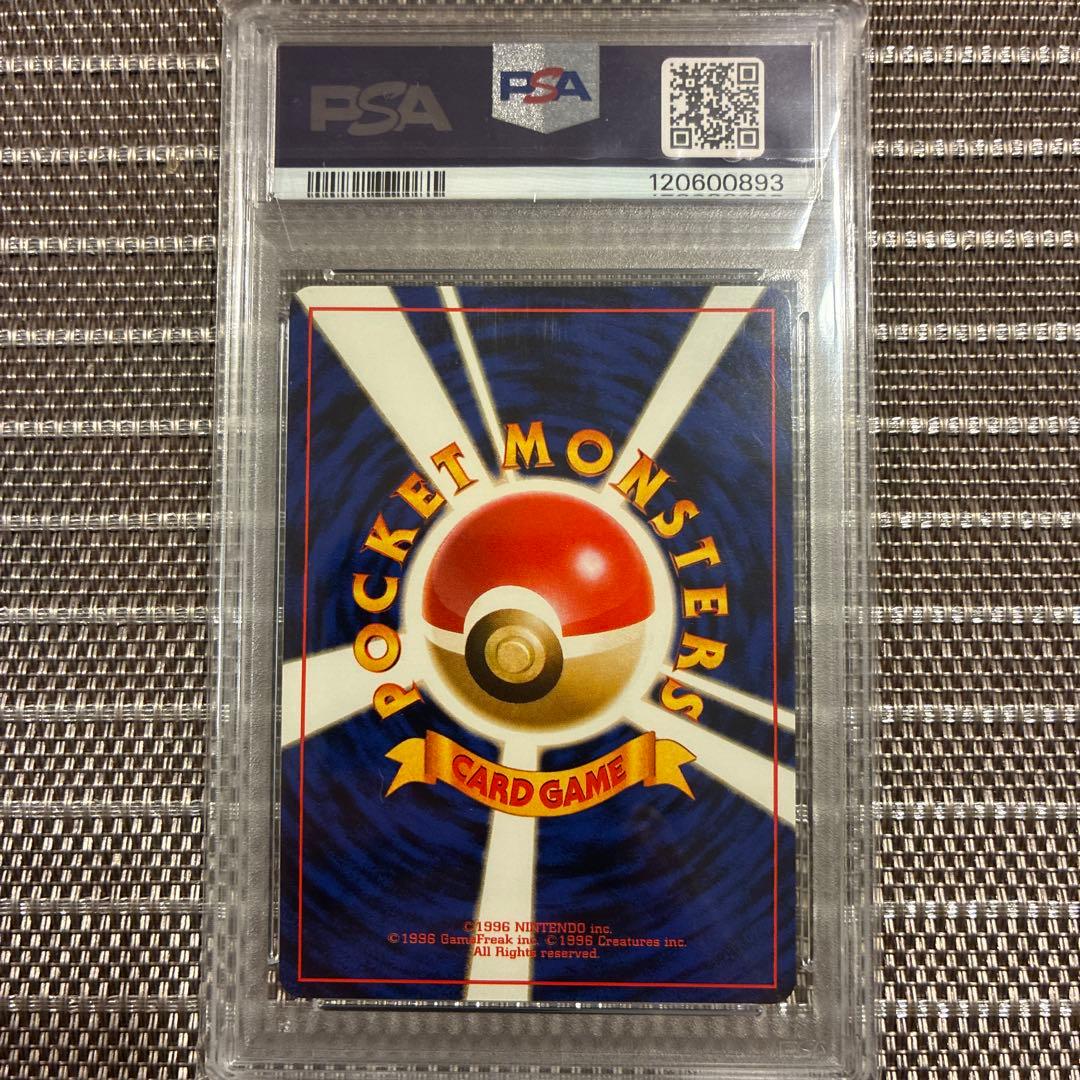 PSA
PSA
120600893
POCKET MONSTERS
CARD GAME
©1996 NINTENDO inc.
©1996 GameFreak inc. ©1996 Creatures inc.
All Rights reserved.